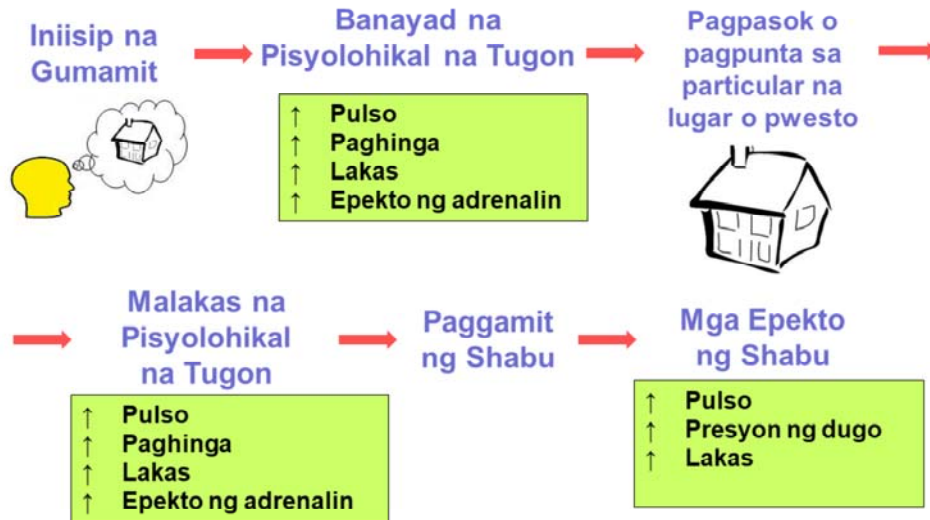 Iniisip na
Gumamit
Banayad na
Pisyolohikal na Tugon
↑ Pulso
↑ Paghinga
↑ Lakas
↑ Epekto ng adrenalin
Pagpasok o
pagpunta sa
particular na
lugar o pwesto
Malakas na
Pisyolohikal
na Tugon
↑ Pulso
↑ Paghinga
↑ Lakas
↑ Epekto ng adrenalin
Paggamit
ng Shabu
Mga Epekto
ng Shabu
↑ Pulso
↑ Presyon ng dugo
↑ Lakas